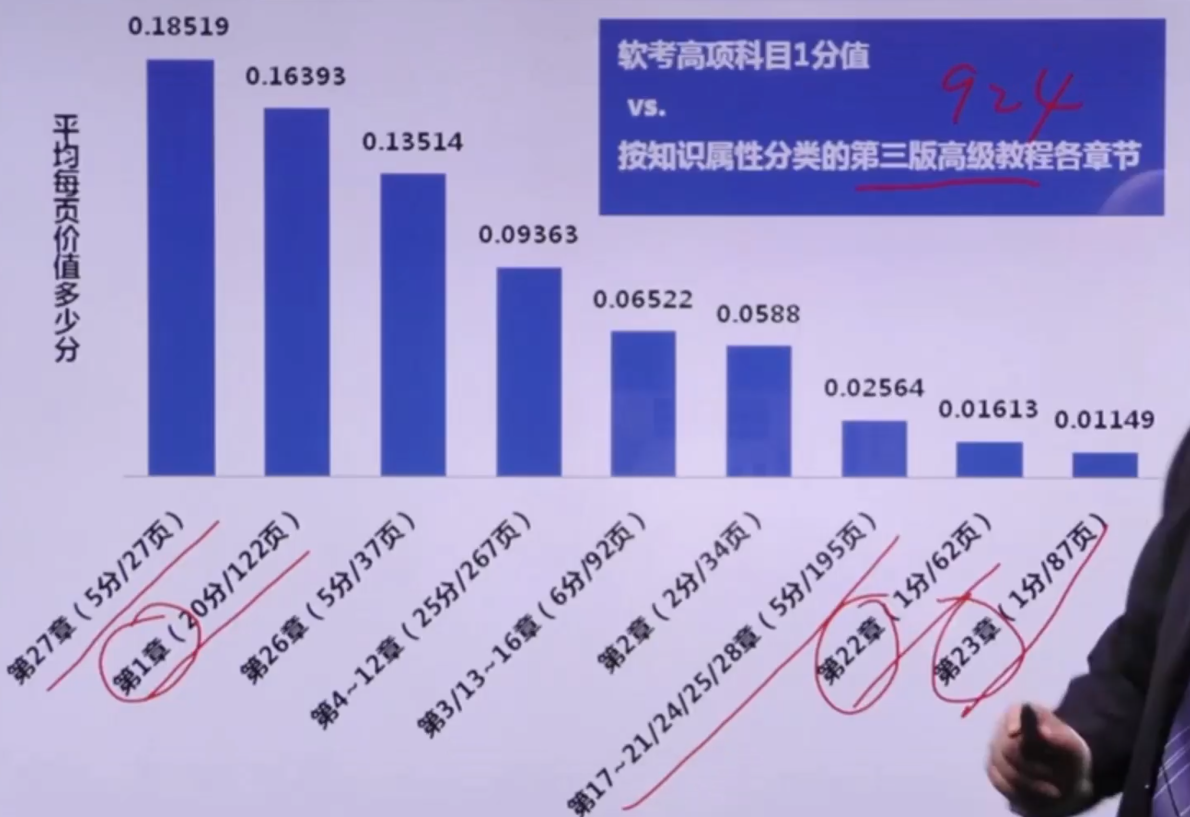 软考高项科目1分值
vs.
按知识属性分类的第三版高级教程各章节
924
平均每页价值多少分
0.18519
0.16393
0.13514
0.09363
0.06522
0.0588
0.02564
0.01613
0.01149
第27章（5分/27页）
第1章（20分/122页）
第26章（5分/37页）
第4~12章（25分/267页）
第3/13~16章（6分/92页）
第2章（2分/34页）
第17~21/24/25/28章（5分/195页）
第22章（1分/62页）
第23章（1分/87页）